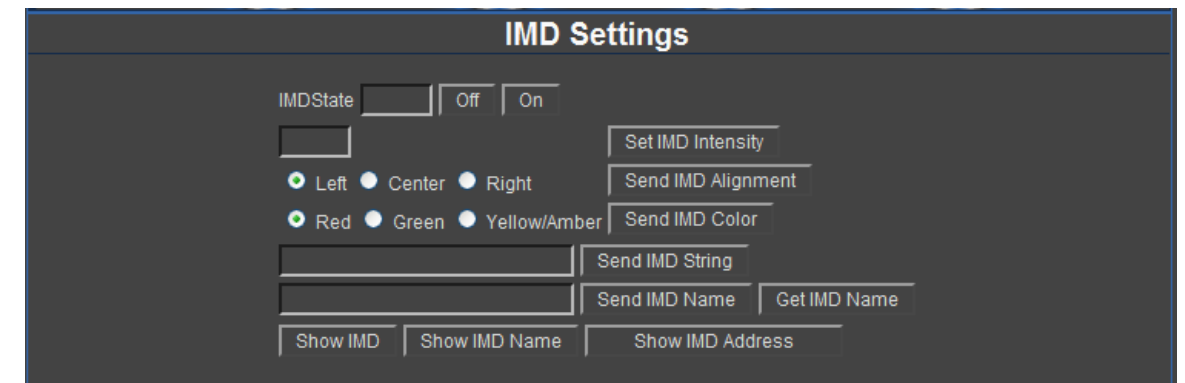 IMD Settings
IMDState Off On
Set IMD Intensity
Left Center Right Send IMD Alignment
Red Green Yellow/Amber Send IMD Color
Send IMD String
Send IMD Name Get IMD Name
Show IMD Show IMD Name Show IMD Address